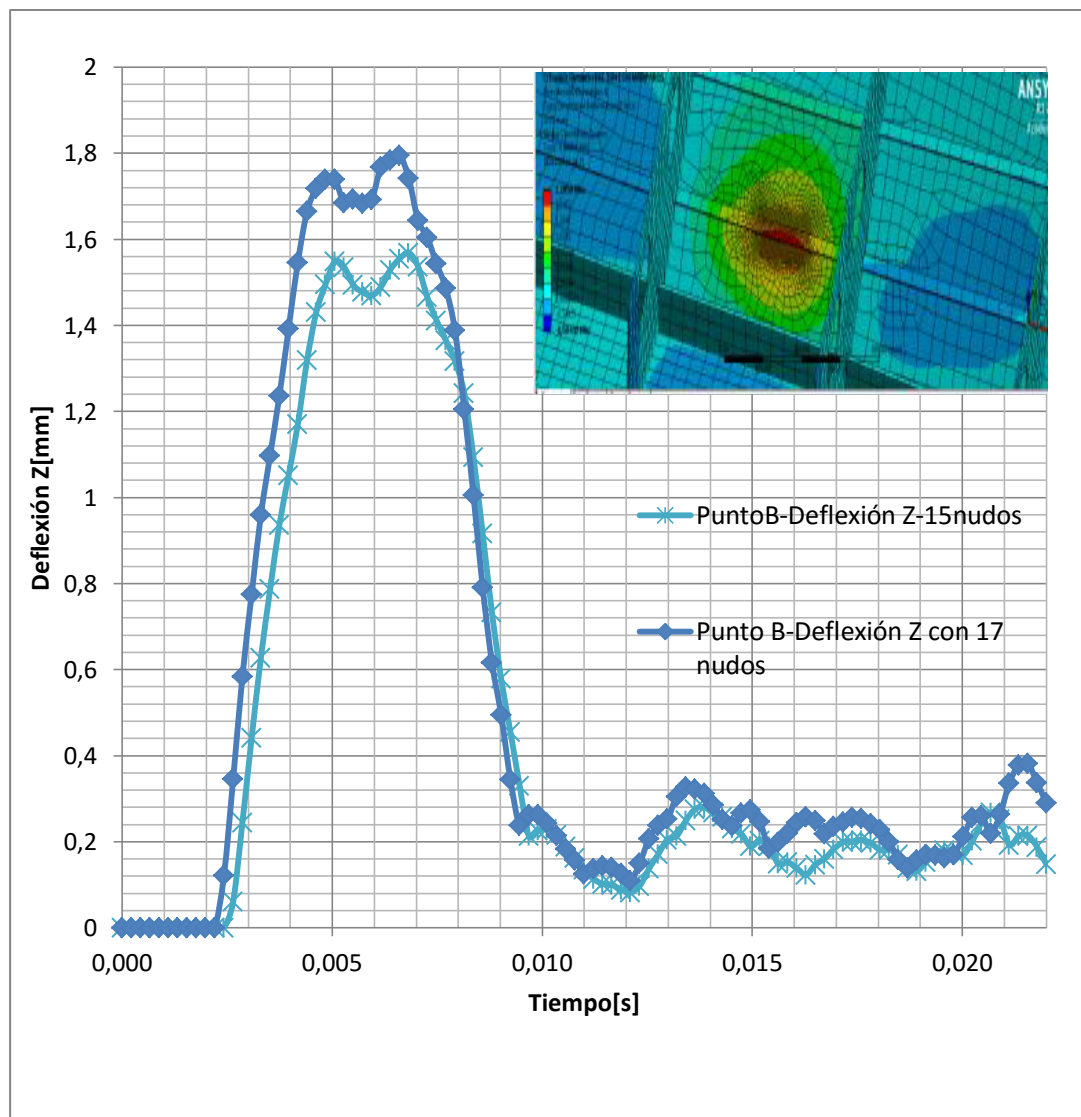 2
1,8
1,6
1,4
1,2
1
0,8
0,6
0,4
0,2
0
0,000
0,005
0,010
0,015
0,020
Deflexión Z[mm]
Tiempo[s]
PuntoB-Deflexión Z-15nudos
Punto B-Deflexión Z con 17
nudos
ANSY